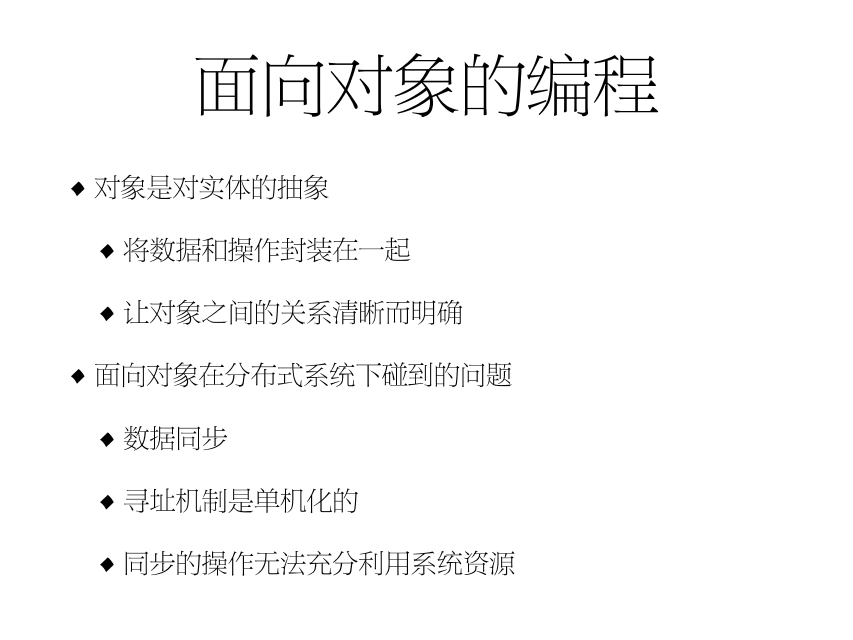 面向对象的编程
对象是对实体的抽象
将数据和操作封装在一起
让对象之间的关系清晰而明确
面向对象在分布式系统下碰到的问题
数据同步
寻址机制是单机化的
同步的操作无法充分利用系统资源